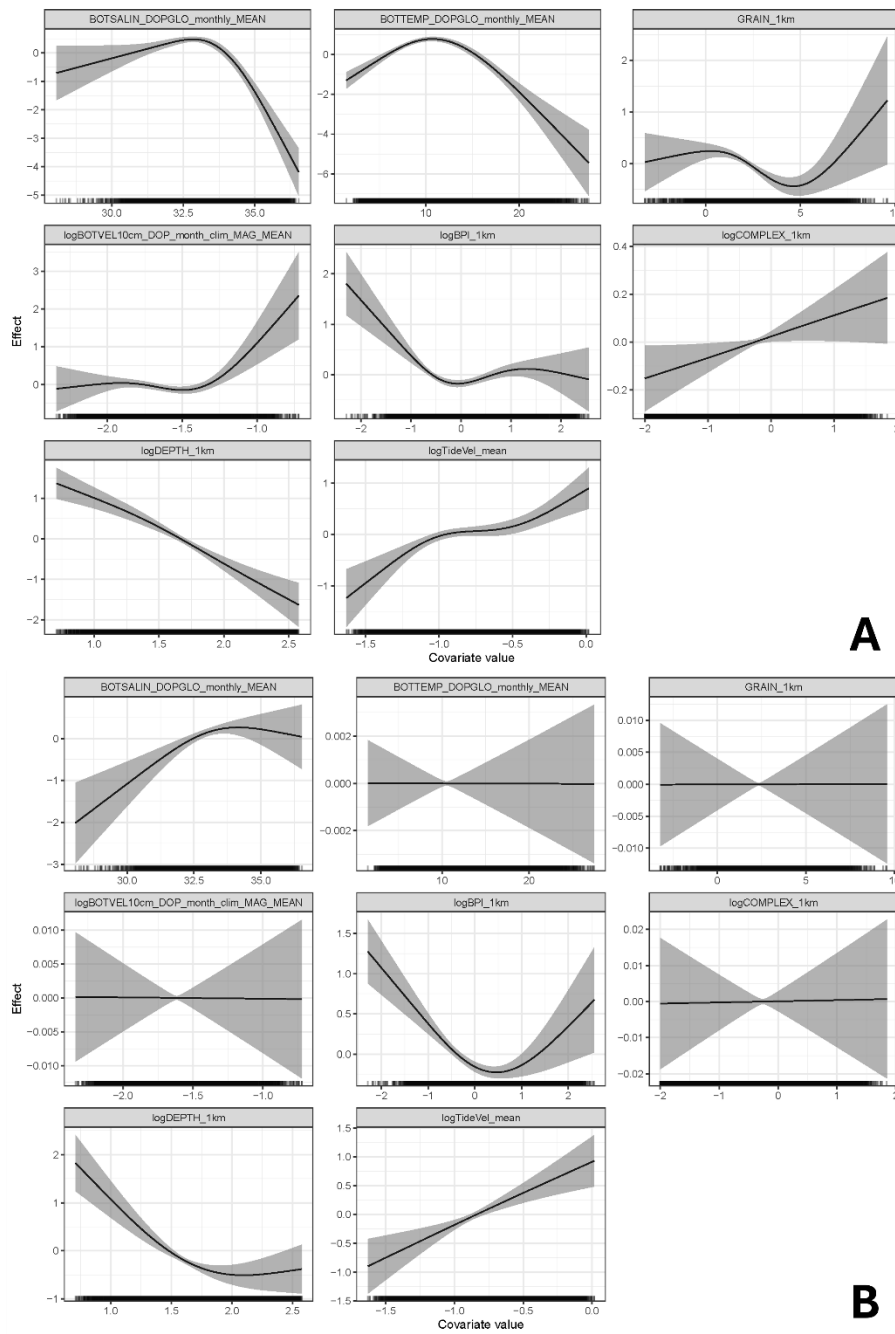 BOTSALIN_DOPGLO_monthly_MEAN BOTTEMP_DOPGLO_monthly_MEAN GRAIN_1km
0 -1 -2 -3 -4 -5
30.0 32.5 35.0
0 -2 -4 -6
10 20
2 1 0
0 5 1
logBOTVEL10cm_DOP_month_clim_MAG_MEAN logBPI_1km logCOMPLEX_1km
Effect
3 2 1 0
-2.0 -1.5 -1.0
2 1 0
-2 -1 0 1 2
0.4 0.2 0.0 -0.2
-2 -1 0 1 2
logDEPTH_1km logTideVel_mean
1 0 -1 -2
1.0 1.5 2.0 2.5
1 0 -1
-1.5 -1.0 -0.5 0.0
Covariate value
A
BOTSALIN_DOPGLO_monthly_MEAN BOTTEMP_DOPGLO_monthly_MEAN GRAIN_1km
0 -1 -2 -3
30.0 32.5 35.0
0.002 0.000 -0.002
10 20
0.010 0.005 0.000 -0.005 -0.010
0 5 1
logBOTVEL10cm_DOP_month_clim_MAG_MEAN logBPI_1km logCOMPLEX_1km
Effect
0.010 0.005 0.000 -0.005 -0.010
-2.0 -1.5 -1.0
1.5 1.0 0.5 0.0
-2 -1 0 1 2
0.02 0.01 0.00 -0.01 -0.02
-2 -1 0 1 2
logDEPTH_1km logTideVel_mean
2 1 0 -1
1.0 1.5 2.0 2.5
1.5 1.0 0.5 0.0 -0.5 -1.0 -1.5
-1.5 -1.0 -0.5 0.0
Covariate value
B